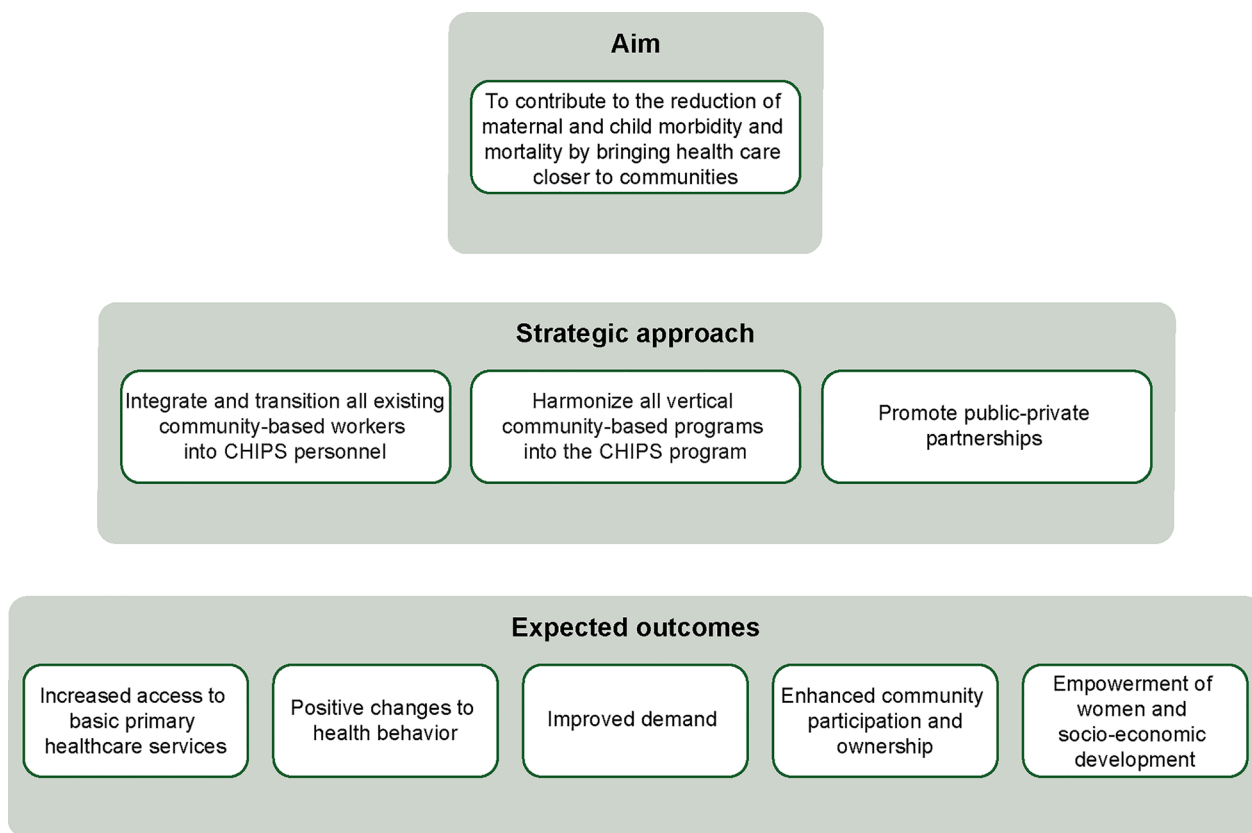 Aim
To contribute to the reduction of
maternal and child morbidity and
mortality by bringing health care
closer to communities
Strategic approach
Integrate and transition all existing
community-based workers
into CHIPS personnel
Harmonize all vertical
community-based programs
into the CHIPS program
Promote public-private
partnerships
Expected outcomes
Increased access to
basic primary
healthcare services
Positive changes to
health behavior
Improved demand
Enhanced community
participation and
ownership
Empowerment of
women and
socio-economic
development